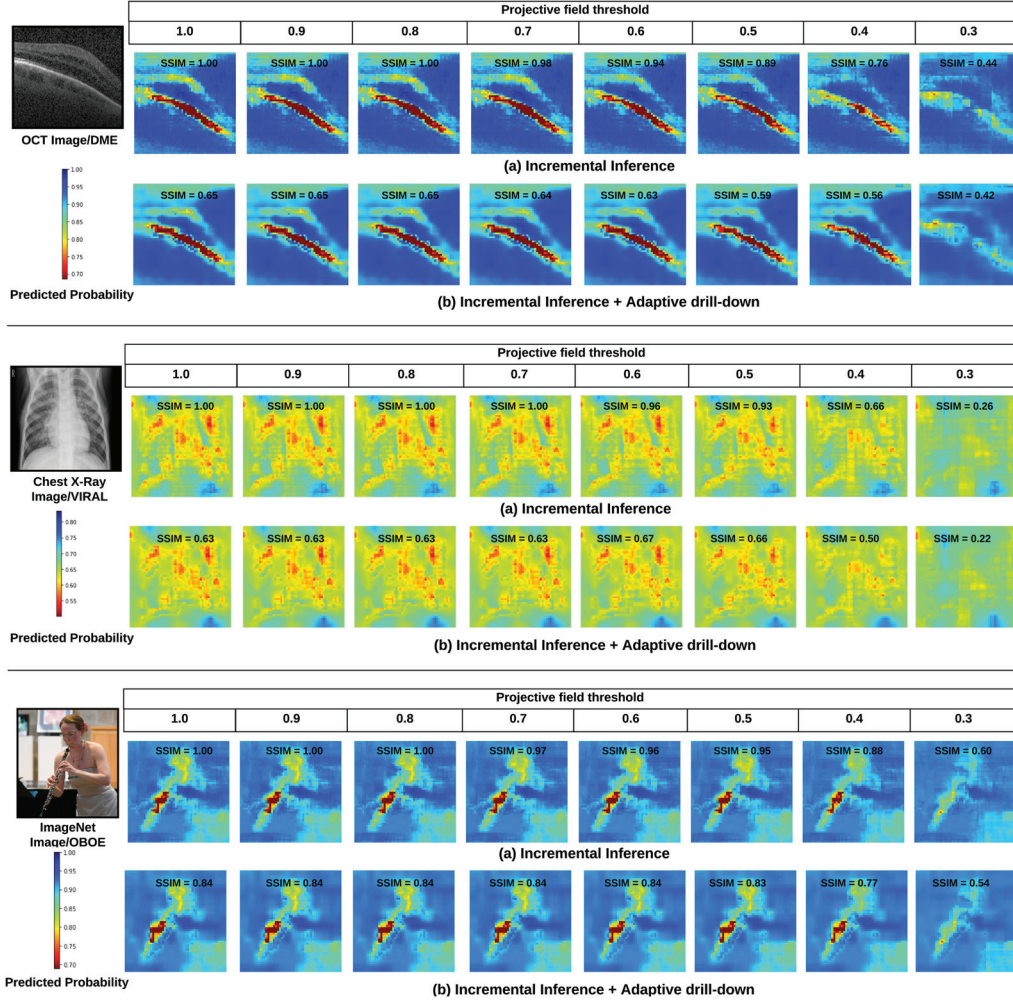 Projective field threshold
1.0 0.9 0.8 0.7 0.6 0.5 0.4 0.3
SSIM = 1.00 SSIM = 1.00 SSIM = 1.00 SSIM = 0.98 SSIM = 0.94 SSIM = 0.89 SSIM = 0.76 SSIM = 0.44
OCT Image/DME
(a) Incremental Inference
1.00
0.95
0.90
0.85
0.80
0.75
0.70
Predicted Probability
SSIM = 0.65 SSIM = 0.65 SSIM = 0.65 SSIM = 0.64 SSIM = 0.63 SSIM = 0.59 SSIM = 0.56 SSIM = 0.42
(b) Incremental Inference + Adaptive drill-down
Projective field threshold
1.0 0.9 0.8 0.7 0.6 0.5 0.4 0.3
SSIM = 1.00 SSIM = 1.00 SSIM = 1.00 SSIM = 1.00 SSIM = 0.96 SSIM = 0.93 SSIM = 0.66 SSIM = 0.26
Chest X-Ray
Image/VIRAL
(a) Incremental Inference
0.80
0.75
0.70
0.65
0.60
0.55
Predicted Probability
SSIM = 0.63 SSIM = 0.63 SSIM = 0.63 SSIM = 0.63 SSIM = 0.67 SSIM = 0.66 SSIM = 0.50 SSIM = 0.22
(b) Incremental Inference + Adaptive drill-down
Projective field threshold
1.0 0.9 0.8 0.7 0.6 0.5 0.4 0.3
SSIM = 1.00 SSIM = 1.00 SSIM = 1.00 SSIM = 0.97 SSIM = 0.96 SSIM = 0.95 SSIM = 0.88 SSIM = 0.60
ImageNet
Image/OBOE
(a) Incremental Inference
1.00
0.95
0.90
0.85
0.80
0.75
0.70
Predicted Probability
SSIM = 0.84 SSIM = 0.84 SSIM = 0.84 SSIM = 0.84 SSIM = 0.84 SSIM = 0.83 SSIM = 0.77 SSIM = 0.54
(b) Incremental Inference + Adaptive drill-down